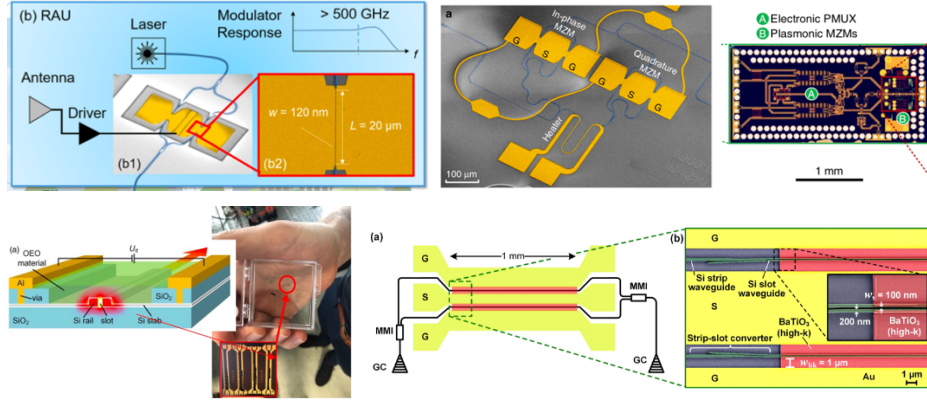 (b) RAU
Laser
Modulator
Response
> 500 GHz
f
Antenna
Driver
w = 120 nm
L = 20 µm
(b1)
(b2)
a
In-phase
MZM
Quadrature
MZM
G
S
G
G
S
G
Heater
100 µm
A Electronic PMUX
B Plasmonic MZMs
A
B
1 mm
(a)
OEO
material
Al
via
SiO₂
SiO₂
Si rail
slot
Si slab
(a)
G
1 mm
S
MMI
MMI
G
GC
GC
(b)
G
Si strip
waveguide
Si slot
waveguide
= 100 nm
S
200 nm
BaTiO₃
(high-k)
BaTiO₃
(high-k)
Strip-slot converter
= 1 µm
G
Au
1 µm